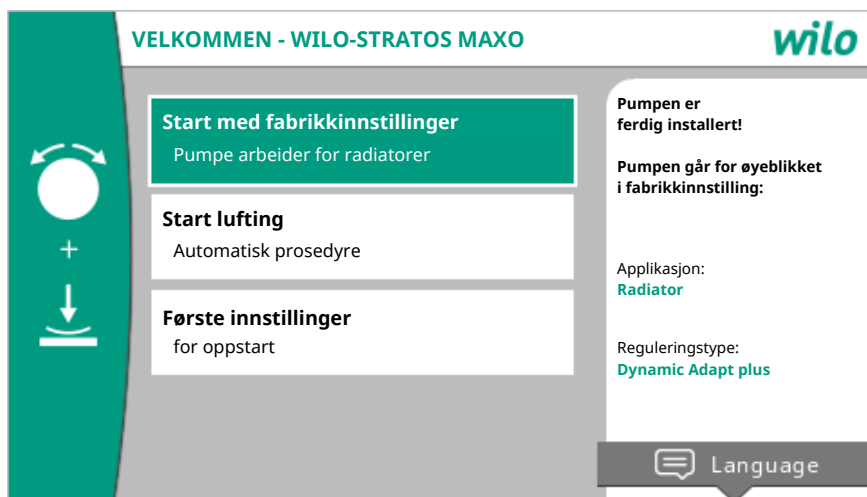 VELKOMMEN - WILO-STRATOS MAXO
wilo
Start med fabrikkinnstillinger
Pumpe arbeider for radiatorer
Start lufting
Automatisk prosedyre
Første innstillinger
for oppstart
+
Pumpen er
ferdig installert!
Pumpen går for øyeblikket
i fabrikkinnstilling:
Applikasjon:
Radiator
Reguleringstype:
Dynamic Adapt plus
Language